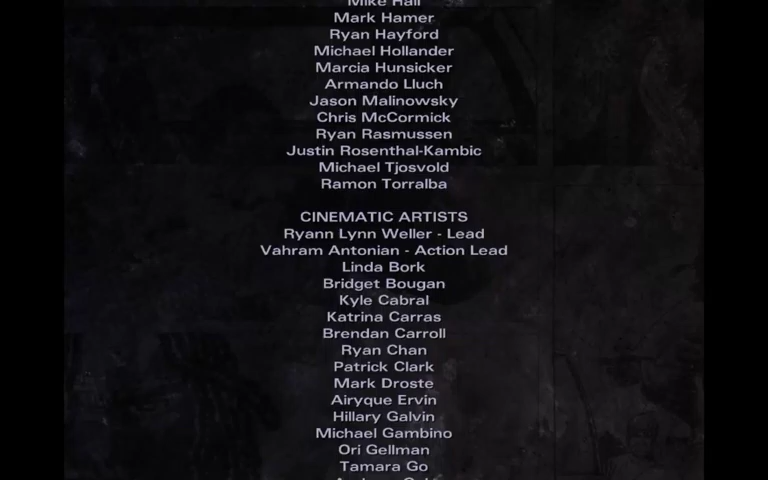 Mike Hall
Mark Hamer
Ryan Hayford
Michael Hollander
Marcia Hunsicker
Armando Lluch
Jason Malinowsky
Chris McCormick
Ryan Rasmussen
Justin Rosenthal-Kambic
Michael Tjosvold
Ramon Torralba
CINEMATIC ARTISTS
Ryann Lynn Weller - Lead
Vahram Antonian - Action Lead
Linda Bork
Bridget Bougan
Kyle Cabral
Katrina Carras
Brendan Carroll
Ryan Chan
Patrick Clark
Mark Droste
Airyque Ervin
Hillary Galvin
Michael Gambino
Ori Gellman
Tamara Go